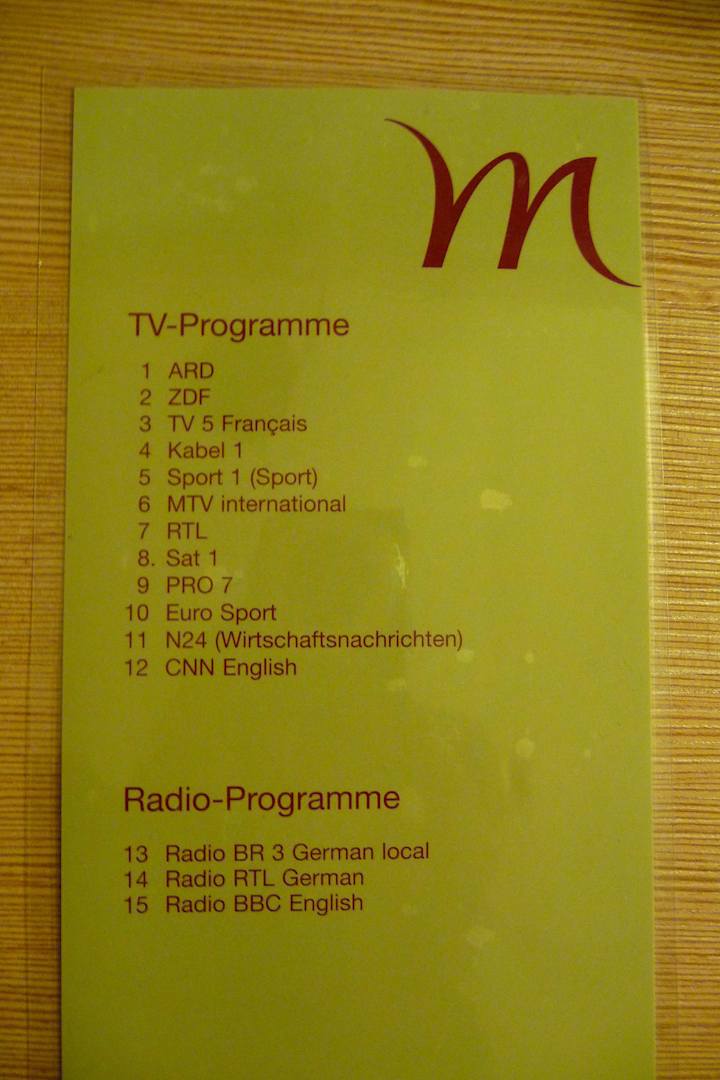 m
TV-Programme
1 ARD
2 ZDF
3 TV 5 Français
4 Kabel 1
5 Sport 1 (Sport)
6 MTV international
7 RTL
8. Sat 1
9 PRO 7
10 Euro Sport
11 N24 (Wirtschaftsnachrichten)
12 CNN English
Radio-Programme
13 Radio BR 3 German local
14 Radio RTL German
15 Radio BBC English